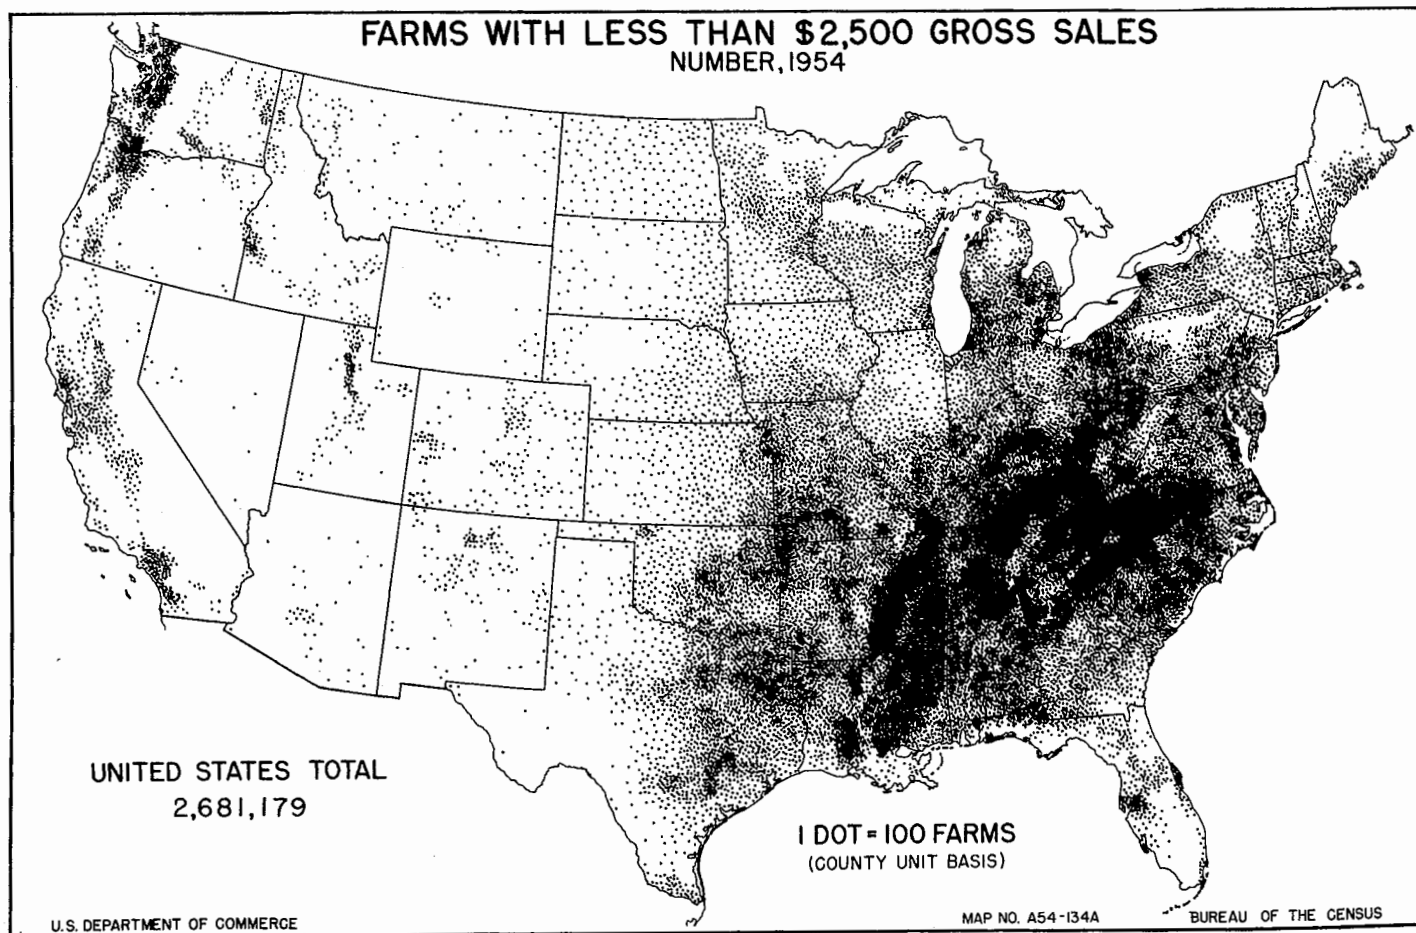 FARMS WITH LESS THAN $2,500 GROSS SALES
NUMBER, 1954
UNITED STATES TOTAL
2,681,179
1 DOT = 100 FARMS
(COUNTY UNIT BASIS)
U.S. DEPARTMENT OF COMMERCE
MAP NO. A54-134A
BUREAU OF THE CENSUS